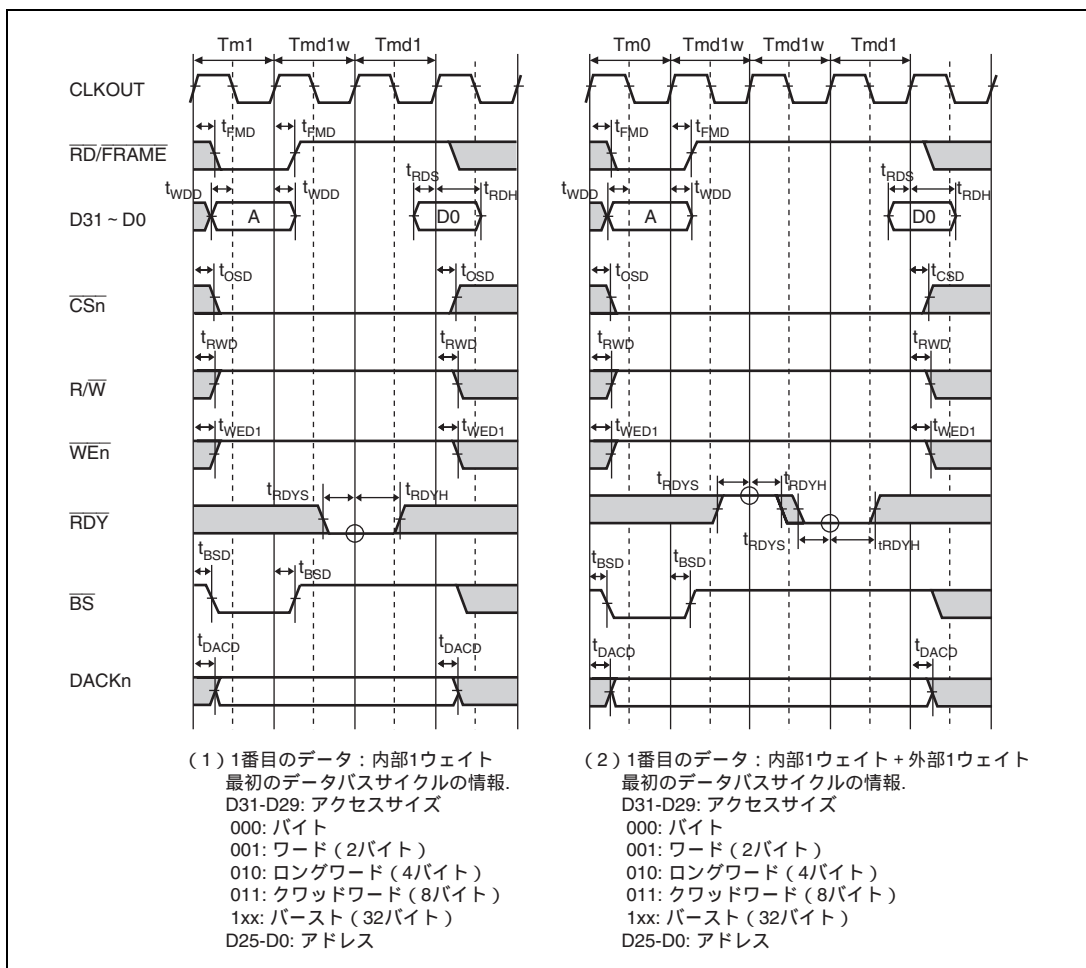 Tm1 Tmd1w Tmd1 Tm0 Tmd1w Tmd1w Tmd1
CLKOUT
tFMD tFMD tFMD tFMD
RD/FRAME
tRDS tRDS
tWDD tWDD tRDH tWDD tWDD tRDH
D31 ~ D0 A D0 A D0
tOSD tOSD tOSD tCSD
CSn
tRWD tRWD tRWD tRWD
R/W
tWED1 tWED1 tWED1 tWED1
WEn
tRDYS tRDYH tRDYS tRDYH
RDY
tRDYS tRDYH
tBSD tBSD tBSD tBSD
BS
tDACD tDACD tDACD tDACD
DACKn
(1)1番目のデータ:内部1ウェイト
最初のデータバスサイクルの情報.
D31-D29: アクセスサイズ
000: バイト
001: ワード(2バイト)
010: ロングワード(4バイト)
011: クワッドワード(8バイト)
1xx: バースト(32バイト)
D25-D0: アドレス
(2)1番目のデータ:内部1ウェイト+外部1ウェイト
最初のデータバスサイクルの情報.
D31-D29: アクセスサイズ
000: バイト
001: ワード(2バイト)
010: ロングワード(4バイト)
011: クワッドワード(8バイト)
1xx: バースト(32バイト)
D25-D0: アドレス